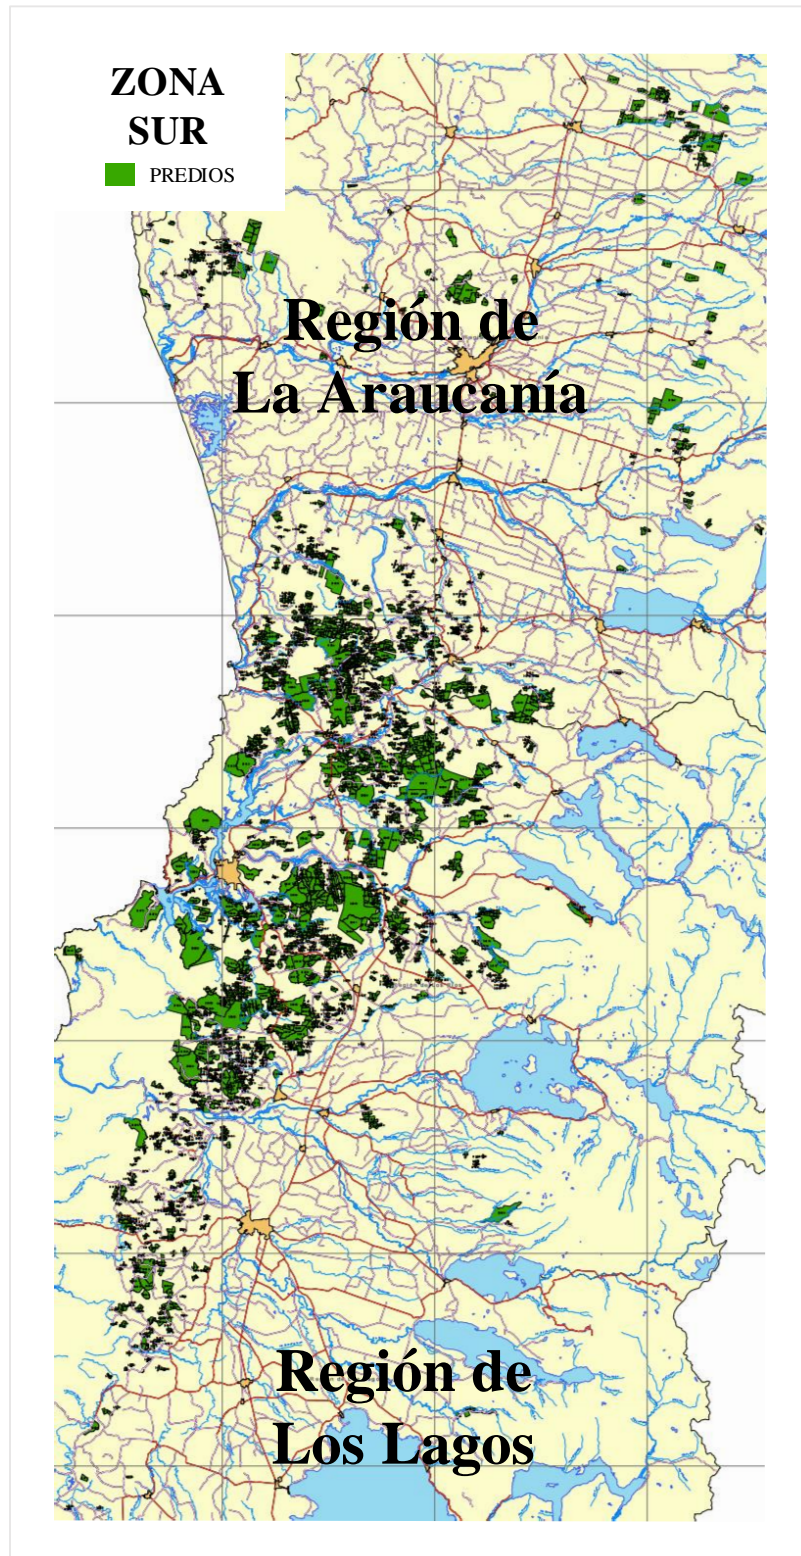 ZONA
SUR
PREDIOS
Región de
La Araucanía
Región de
Los Lagos